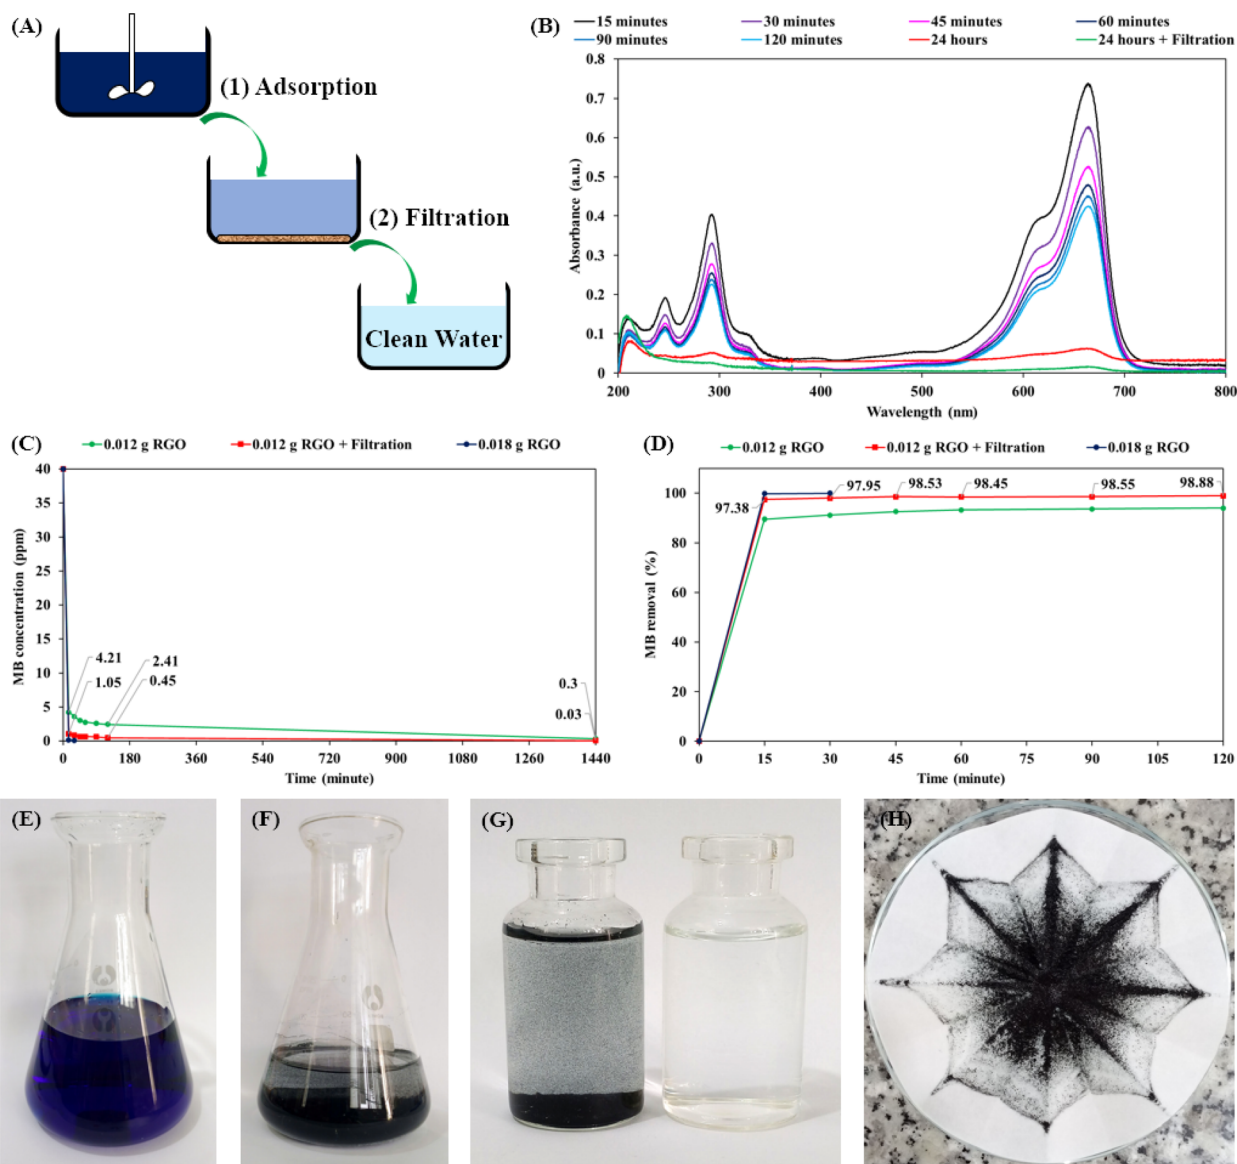 (A)
(1) Adsorption
(2) Filtration
Clean Water
(B)
15 minutes 30 minutes 45 minutes 60 minutes
90 minutes 120 minutes 24 hours 24 hours + Filtration
0.8
0.7
0.6
0.5
0.4
0.3
0.2
0.1
0
Absorbance (a.u.)
200 300 400 500 600 700 800
Wavelength (nm)
(C)
0.012 g RGO 0.012 g RGO + Filtration 0.018 g RGO
40
35
30
25
20
15
10
5
0
MB concentration (ppm)
4.21 2.41
1.05 0.45
0.3
0.03
0 180 360 540 720 900 1080 1260 1440
Time (minute)
(D)
0.012 g RGO 0.012 g RGO + Filtration 0.018 g RGO
100
80
60
40
20
0
MB removal (%)
97.38 97.95 98.53 98.45 98.55 98.88
0 15 30 45 60 75 90 105 120
Time (minute)
(E)
(F)
(G)
(H)